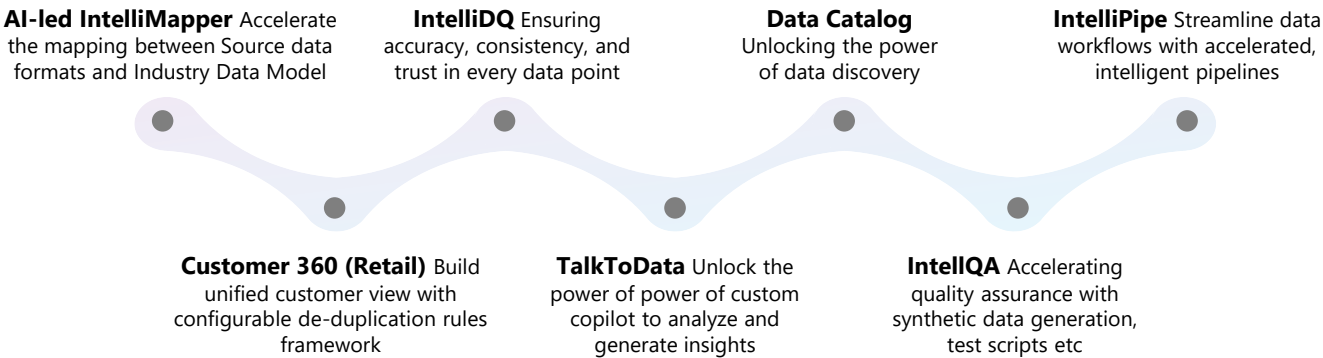 AI-led IntelliMapper Accelerate
the mapping between Source data
formats and Industry Data Model
IntelliDQ Ensuring
accuracy, consistency, and
trust in every data point
Data Catalog
Unlocking the power
of data discovery
IntelliPipe Streamline data
workflows with accelerated,
intelligent pipelines
Customer 360 (Retail) Build
unified customer view with
configurable de-duplication rules
framework
TalkToData Unlock the
power of power of custom
copilot to analyze and
generate insights
IntellQA Accelerating
quality assurance with
synthetic data generation,
test scripts etc